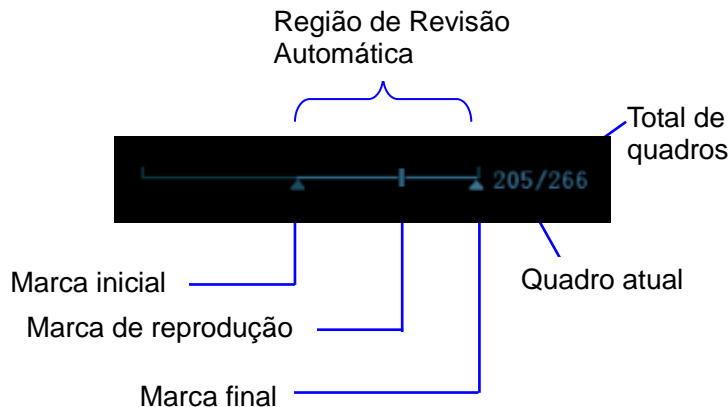 Região de Revisão
Automática
Total de
quadros
205/266
Marca inicial
Quadro atual
Marca de reprodução
Marca final